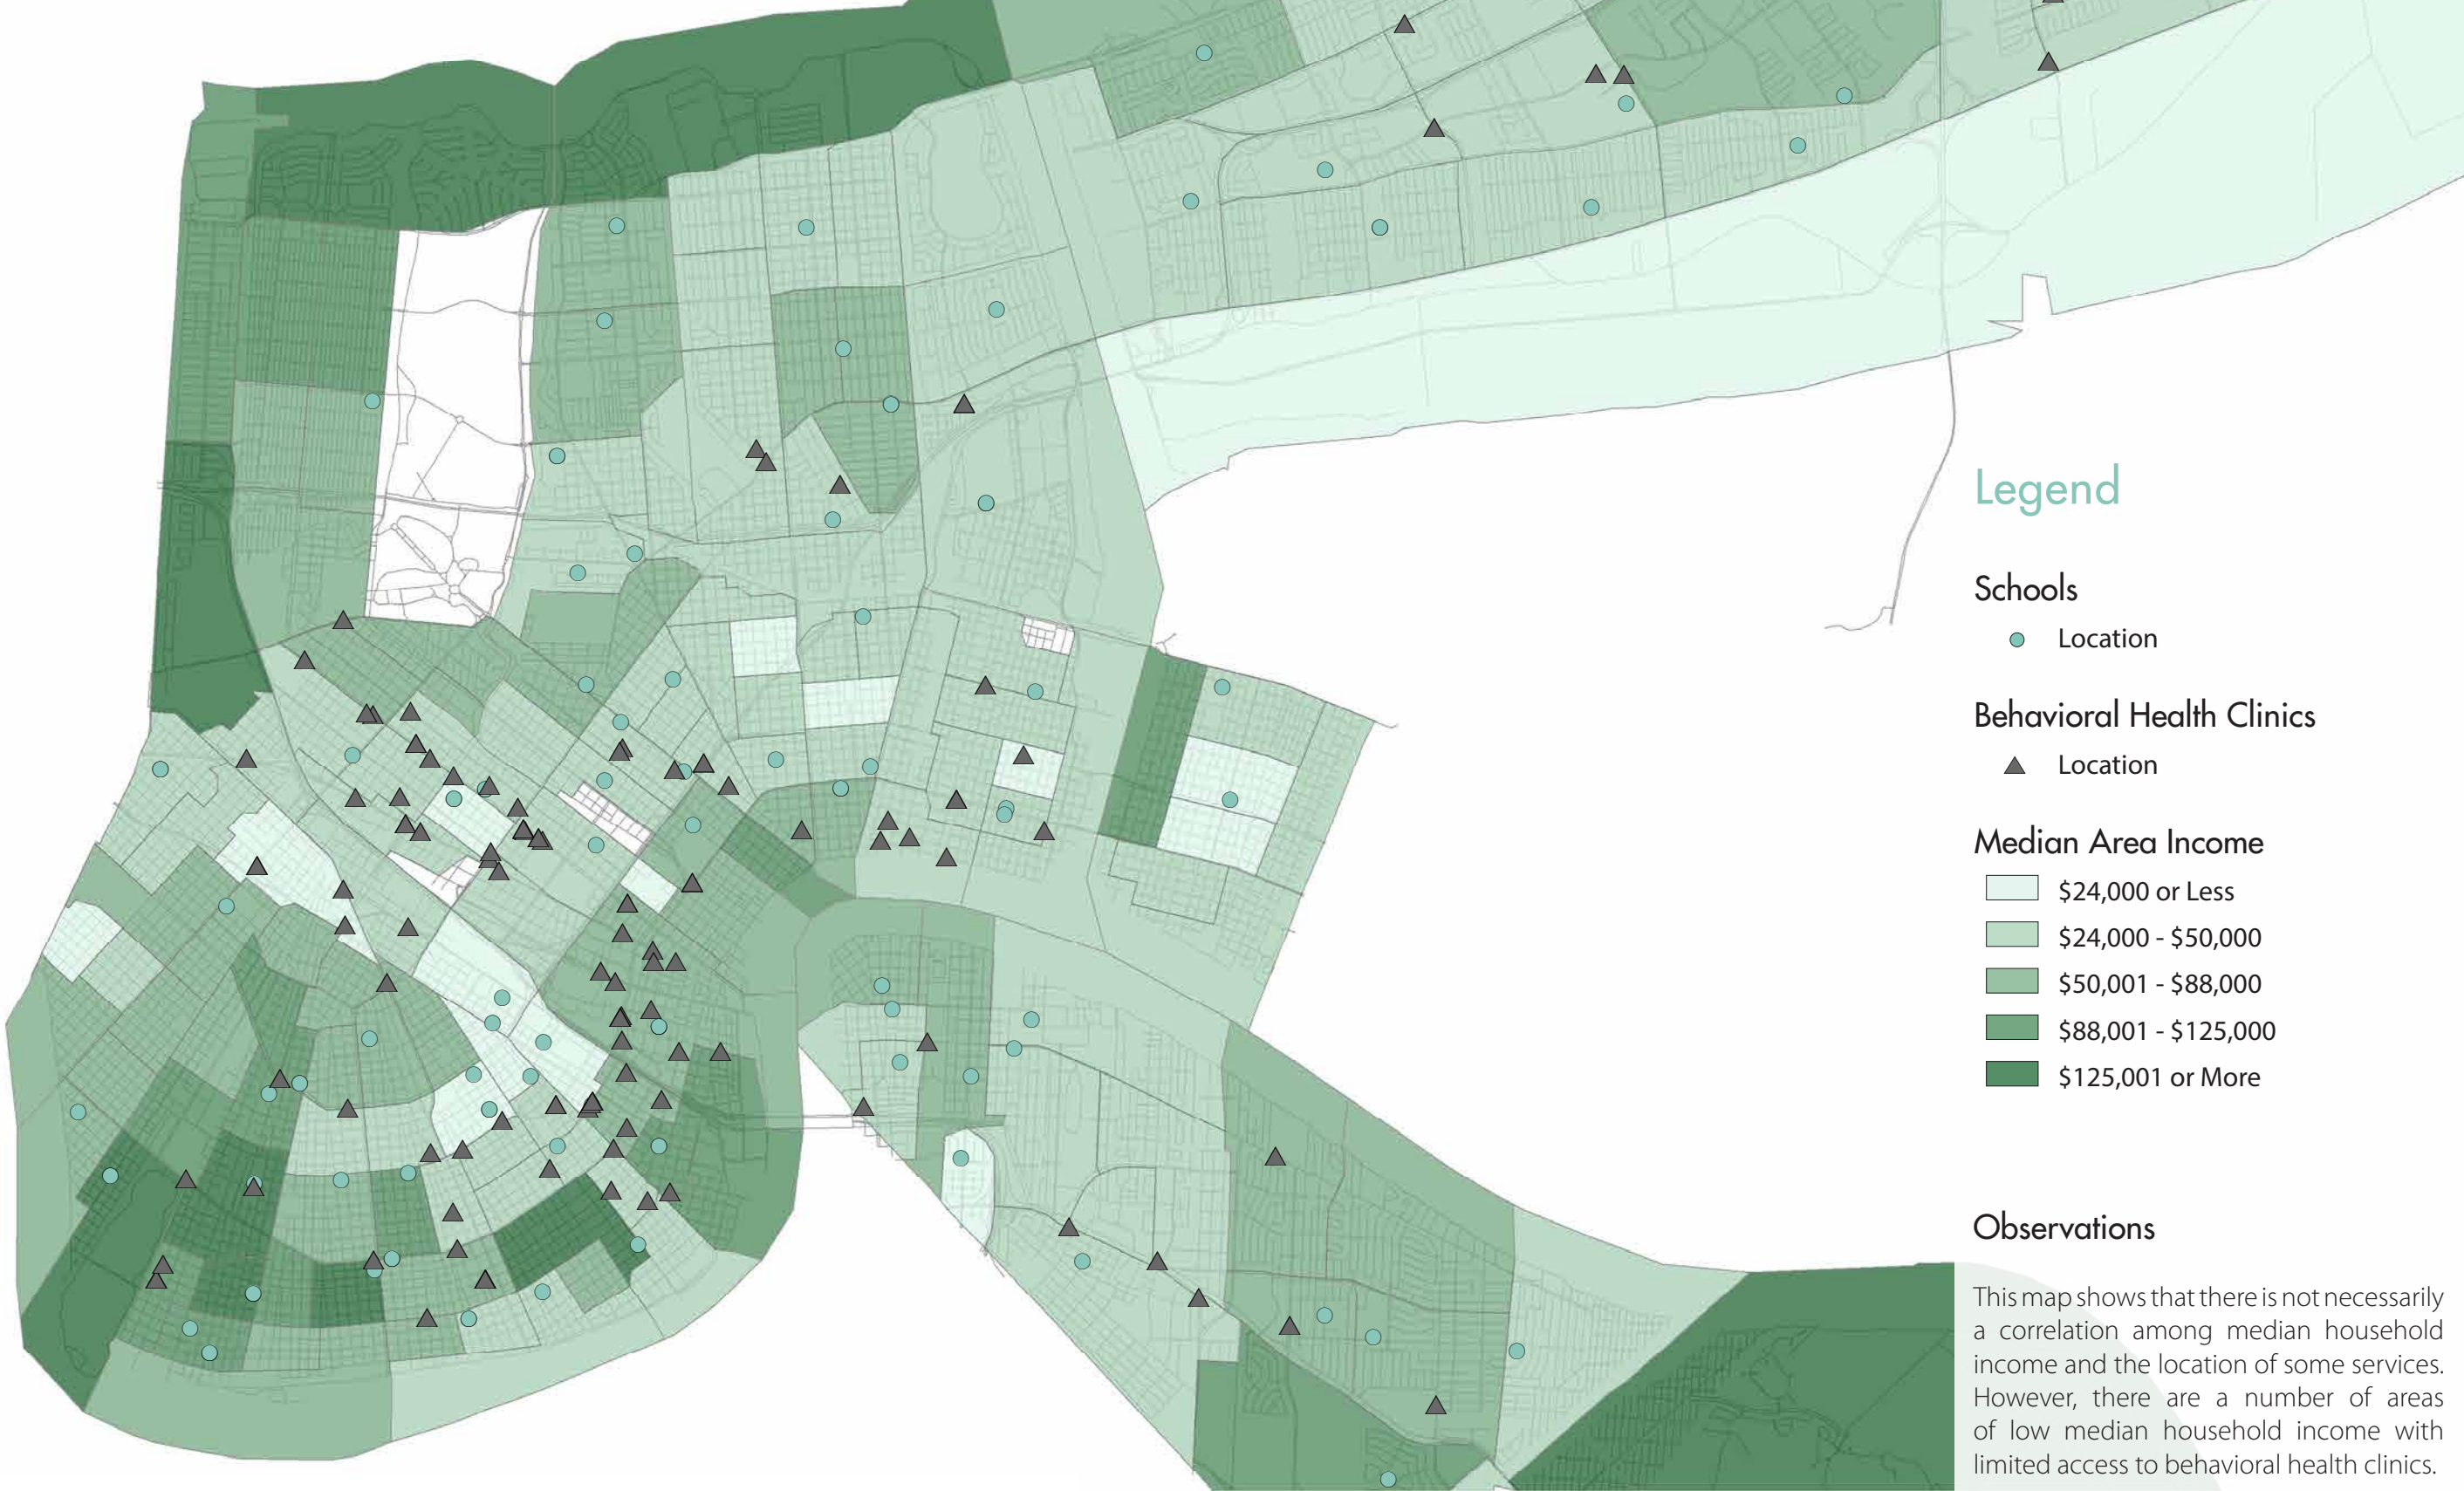 Legend
Schools
Location
Behavioral Health Clinics
Location
Median Area Income
$24,000 or Less
$24,000 - $50,000
$50,001 - $88,000
$88,001 - $125,000
$125,001 or More
Observations
This map shows that there is not necessarily
a correlation among median household
income and the location of some services.
However, there are a number of areas
of low median household income with
limited access to behavioral health clinics.